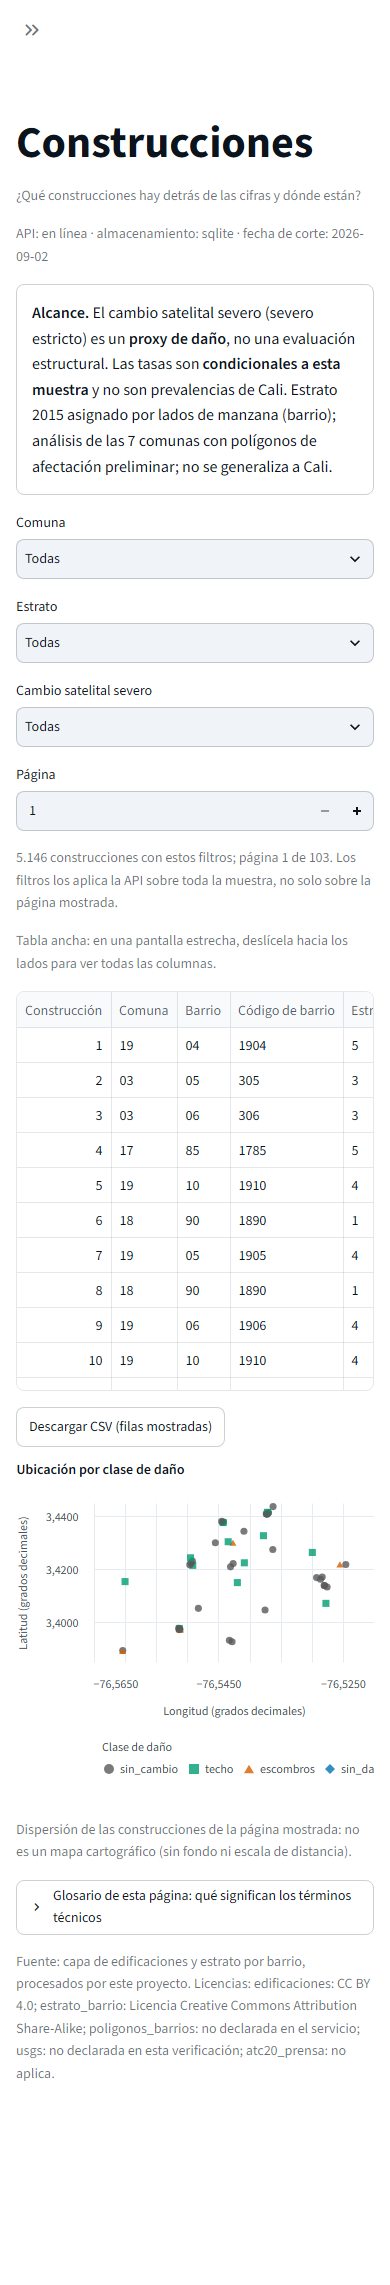 Construcciones
¿Qué construcciones hay detrás de las cifras y dónde están?
API: en línea · almacenamiento: sqlite · fecha de corte: 2026-
09-02
Alcance. El cambio satelital severo (severo
estricto) es un proxy de daño, no una evaluación
estructural. Las tasas son condicionales a esta
muestra y no son prevalencias de Cali. Estrato
2015 asignado por lados de manzana (barrio);
análisis de las 7 comunas con polígonos de
afectación preliminar; no se generaliza a Cali.
Comuna
Todas
Estrato
Todas
Cambio satelital severo
Todas
Página
1
5.146 construcciones con estos filtros; página 1 de 103. Los
filtros los aplica la API sobre toda la muestra, no solo sobre la
página mostrada.
Tabla ancha: en una pantalla estrecha, deslícela hacia los
lados para ver todas las columnas.
Construcción Comuna Barrio Código de barrio Estr
1 19 04 1904 5
2 03 05 305 3
3 03 06 306 3
4 17 85 1785 5
5 19 10 1910 4
6 18 90 1890 1
7 19 05 1905 4
8 18 90 1890 1
9 19 06 1906 4
10 19 10 1910 4
Descargar CSV (filas mostradas)
Ubicación por clase de daño
Latitud (grados decimales)
3,4400
3,4200
3,4000
−76,5650 −76,5450 −76,5250
Longitud (grados decimales)
Clase de daño
sin_cambio techo escombros sin_da
Dispersión de las construcciones de la página mostrada: no
es un mapa cartográfico (sin fondo ni escala de distancia).
Glosario de esta página: qué significan los términos
técnicos
Fuente: capa de edificaciones y estrato por barrio,
procesados por este proyecto. Licencias: edificaciones: CC BY
4.0; estrato_barrio: Licencia Creative Commons Attribution
Share-Alike; poligonos_barrios: no declarada en el servicio;
usgs: no declarada en esta verificación; atc20_prensa: no
aplica.